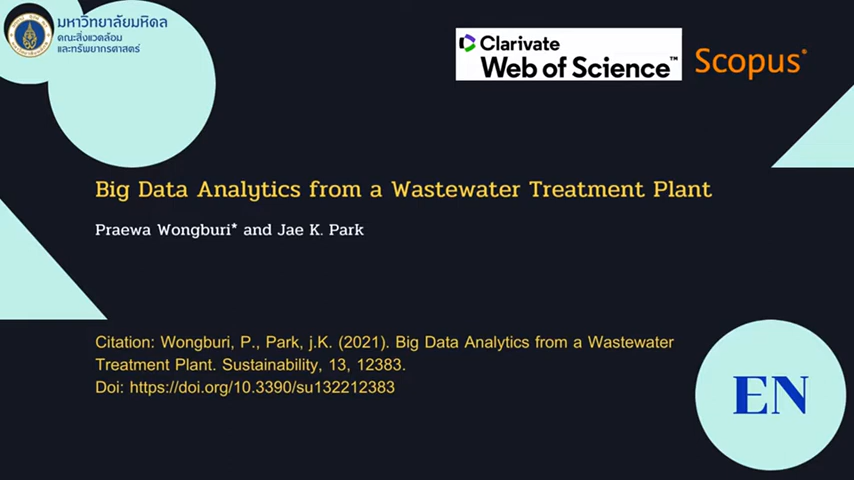 มหาวิทยาลัยมหิดล
คณะสิ่งแวดล้อม
และทรัพยากรศาสตร์
Clarivate
Web of Science™
Scopus®
Big Data Analytics from a Wastewater Treatment Plant
Praewa Wongburi* and Jae K. Park
Citation: Wongburi, P., Park, j.K. (2021). Big Data Analytics from a Wastewater
Treatment Plant. Sustainability, 13, 12383.
Doi: https://doi.org/10.3390/su132212383
EN